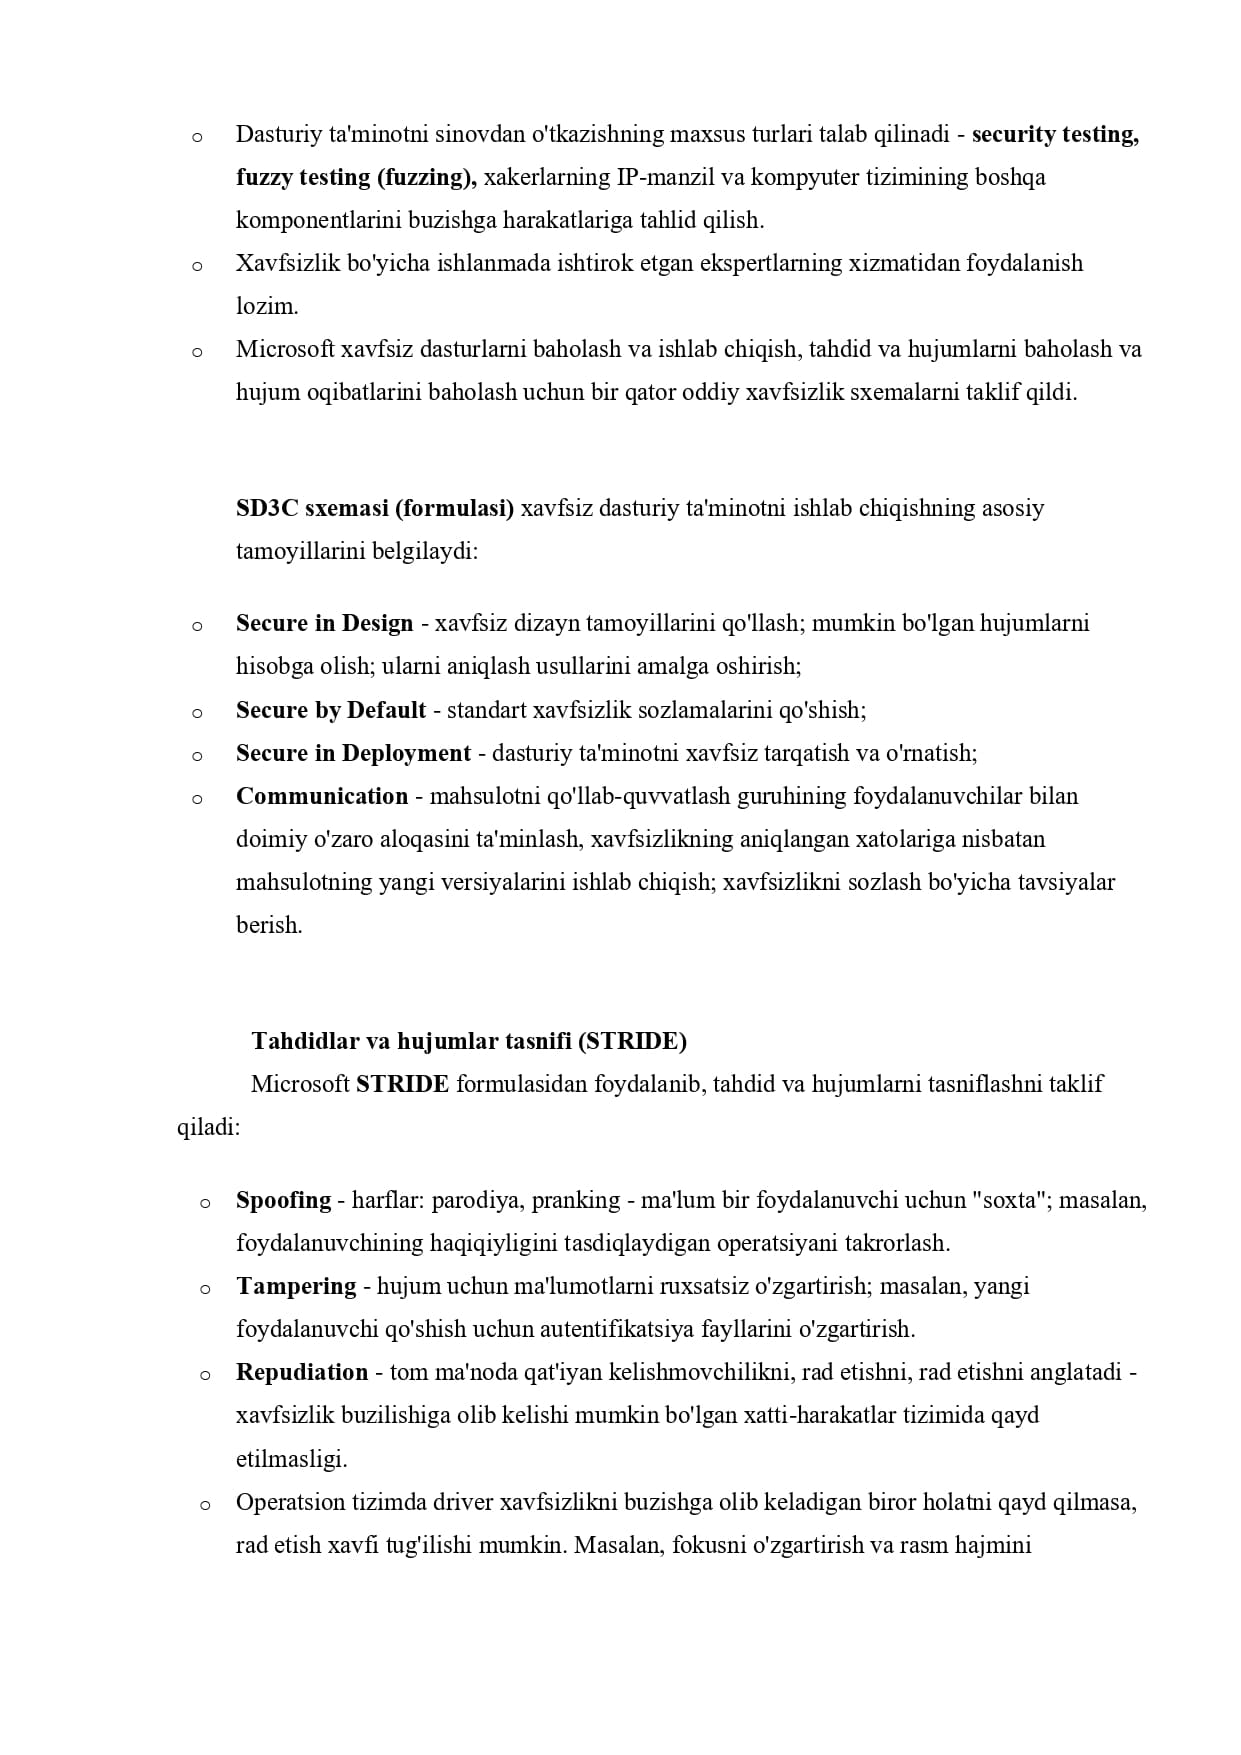 o Dasturiy ta'minotni sinovdan o'tkazishning maxsus turlari talab qilinadi - security testing,
fuzzy testing (fuzzing), xakerlarning IP-manzil va kompyuter tizimining boshqa
komponentlarini buzishga harakatlariga tahlid qilish.
o Xavfsizlik bo'yicha ishlanmada ishtirok etgan ekspertlarning xizmatidan foydalanish
lozim.
o Microsoft xavfsiz dasturlarni baholash va ishlab chiqish, tahdid va hujumlarni baholash va
hujum oqibatlarini baholash uchun bir qator oddiy xavfsizlik sxemalarni taklif qildi.
SD3C sxemasi (formulasi) xavfsiz dasturiy ta'minotni ishlab chiqishning asosiy
tamoyillarini belgilaydi:
o Secure in Design - xavfsiz dizayn tamoyillarini qo'llash; mumkin bo'lgan hujumlarni
hisobga olish; ularni aniqlash usullarini amalga oshirish;
o Secure by Default - standart xavfsizlik sozlamalarini qo'shish;
o Secure in Deployment - dasturiy ta'minotni xavfsiz tarqatish va o'rnatish;
o Communication - mahsulotni qo'llab-quvvatlash guruhining foydalanuvchilar bilan
doimiy o'zaro aloqasini ta'minlash, xavfsizlikning aniqlangan xatolariga nisbatan
mahsulotning yangi versiyalarini ishlab chiqish; xavfsizlikni sozlash bo'yicha tavsiyalar
berish.
Tahdidlar va hujumlar tasnifi (STRIDE)
Microsoft STRIDE formulasidan foydalanib, tahdid va hujumlarni tasniflashni taklif
qiladi:
o Spoofing - harflar: parodiya, pranking - ma'lum bir foydalanuvchi uchun "soxta"; masalan,
foydalanuvchining haqiqiyligini tasdiqlaydigan operatsiyani takrorlash.
o Tampering - hujum uchun ma'lumotlarni ruxsatsiz o'zgartirish; masalan, yangi
foydalanuvchi qo'shish uchun autentifikatsiya fayllarini o'zgartirish.
o Repudiation - tom ma'noda qat'iyan kelishmovchilikni, rad etishni, rad etishni anglatadi -
xavfsizlik buzilishiga olib kelishi mumkin bo'lgan xatti-harakatlar tizimida qayd
etilmasligi.
o Operatsion tizimda driver xavfsizlikni buzishga olib keladigan biror holatni qayd qilmasa,
rad etish xavfi tug'ilishi mumkin. Masalan, fokusni o'zgartirish va rasm hajmini